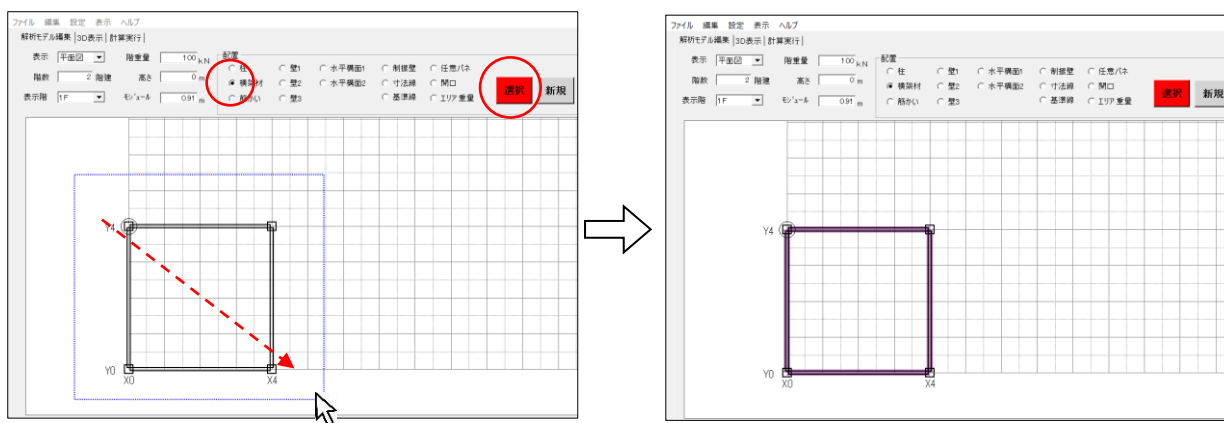 ファイル 編集 設定 表示 ヘルプ
解析モデル編集 3D表示 計算実行
表示 平面図 階重量 100 kN 配置
柱 壁1 水平構面1 制振壁 任意バネ
階数 2 階建 高さ 0 m
横架材 壁2 水平構面2 寸法線 開口
選択 新規
表示階 1F モジュール 0.91 m
筋かい 壁3 基準線 エリア重量
Y4
Y0
X0 X4
ファイル 編集 設定 表示 ヘルプ
解析モデル編集 3D表示 計算実行
表示 平面図 階重量 100 kN 配置
柱 壁1 水平構面1 制振壁 任意バネ
階数 2 階建 高さ 0 m
横架材 壁2 水平構面2 寸法線 開口
選択 新規
表示階 1F モジュール 0.91 m
筋かい 壁3 基準線 エリア重量
Y4
Y0
X0 X4